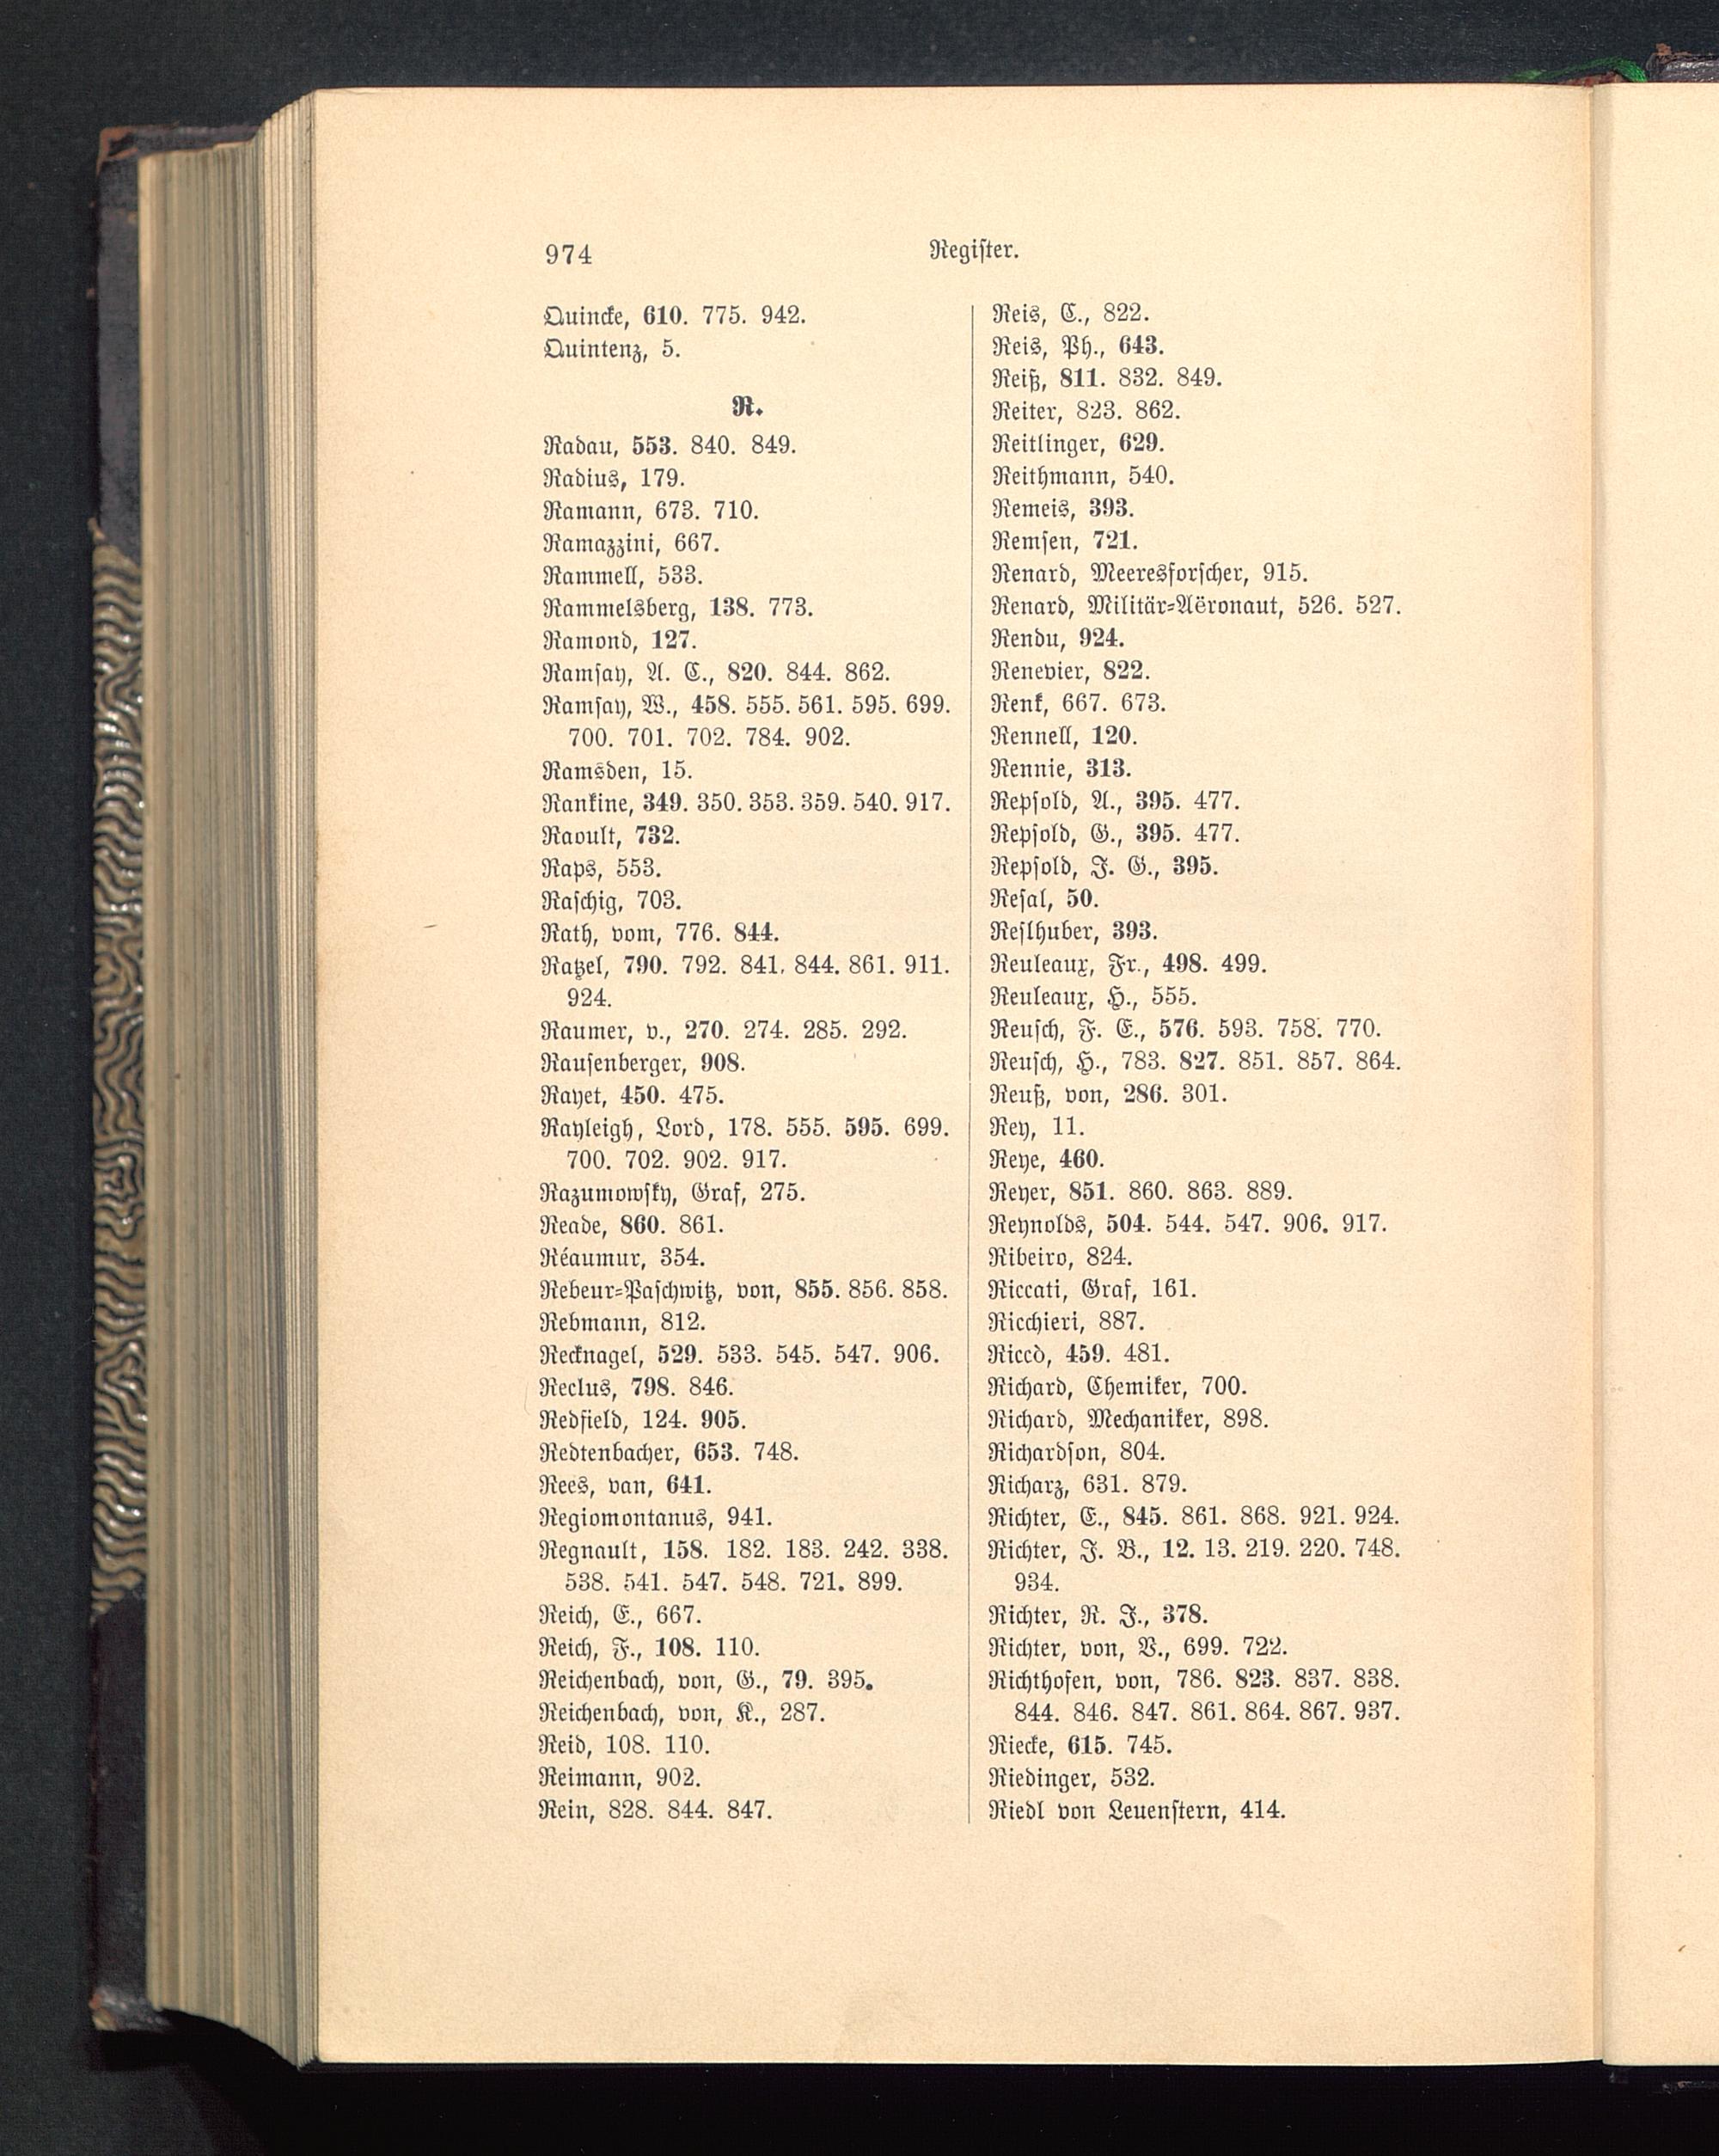 974
Regiſter.
Quincke, 610. 775. 942.
Quintenz, 5.
R.
Radau, 553. 840. 849.
Radius, 179.
Ramann, 673. 710.
Ramazzini, 667.
Rammell, 533.
Rammelsberg, 138. 773.
Ramond, 127.
Ramſay, A. C., 820. 844. 862.
Ramſay, W., 458. 555. 561. 595. 699.
700. 701. 702. 784. 902.
Ramsden, 15.
Rankine, 349. 350. 353. 359. 540. 917.
Raoult, 732.
Raps, 553.
Raſchig, 703.
Rath, vom, 776. 844.
Ratzel, 790. 792. 841. 844. 861. 911.
924.
Raumer, v., 270. 274. 285. 292.
Rauſenberger, 908.
Rayet, 450. 475.
Rayleigh, Lord, 178. 555. 595. 699.
700. 702. 902. 917.
Razumowſky, Graf, 275.
Reade, 860. 861.
Réaumur, 354.
Rebeur-Paſchwitz, von, 855. 856. 858.
Rebmann, 812.
Recknagel, 529. 533. 545. 547. 906.
Reclus, 798. 846.
Redfield, 124. 905.
Redtenbacher, 653. 748.
Rees, van, 641.
Regiomontanus, 941.
Regnault, 158. 182. 183. 242. 338.
538. 541. 547. 548. 721. 899.
Reich, E., 667.
Reich, F., 108. 110.
Reichenbach, von, G., 79. 395.
Reichenbach, von, K., 287.
Reid, 108. 110.
Reimann, 902.
Rein, 828. 844. 847.
Reis, C., 822.
Reis, Ph., 643.
Reiß, 811. 832. 849.
Reiter, 823. 862.
Reitlinger, 629.
Reithmann, 540.
Remeis, 393.
Remſen, 721.
Renard, Meeresforſcher, 915.
Renard, Militär-Aëronaut, 526. 527.
Rendu, 924.
Renevier, 822.
Renk, 667. 673.
Rennell, 120.
Rennie, 313.
Repſold, A., 395. 477.
Repſold, G., 395. 477.
Repſold, J. G., 395.
Reſal, 50.
Reſlhuber, 393.
Reuleaux, Fr., 498. 499.
Reuleaux, H., 555.
Reuſch, F. E., 576. 593. 758. 770.
Reuſch, H., 783. 827. 851. 857. 864.
Reuß, von, 286. 301.
Rey, 11.
Reye, 460.
Reyer, 851. 860. 863. 889.
Reynolds, 504. 544. 547. 906. 917.
Ribeiro, 824.
Riccati, Graf, 161.
Ricchieri, 887.
Riccò, 459. 481.
Richard, Chemiker, 700.
Richard, Mechaniker, 898.
Richardſon, 804.
Richarz, 631. 879.
Richter, E., 845. 861. 868. 921. 924.
Richter, J. B., 12. 13. 219. 220. 748.
934.
Richter, R. J., 378.
Richter, von, V., 699. 722.
Richthofen, von, 786. 823. 837. 838.
844. 846. 847. 861. 864. 867. 937.
Riecke, 615. 745.
Riedinger, 532.
Riedl von Leuenſtern, 414.